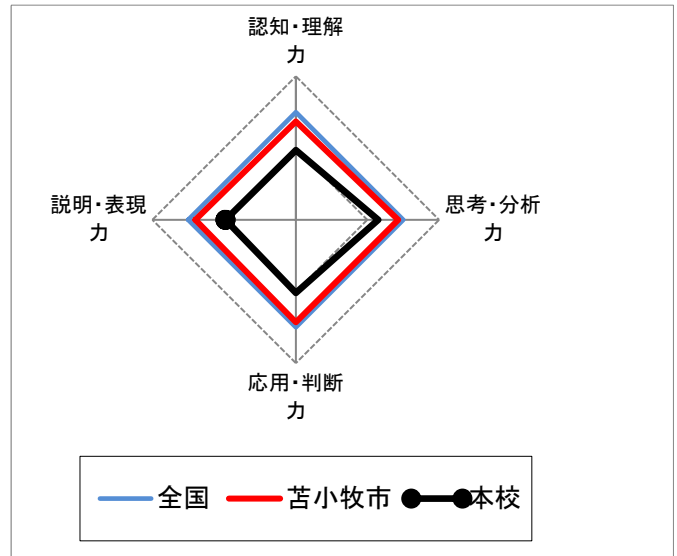 認知・理解
力
説明・表現
力
思考・分析
力
応用・判断
力
全国 苫小牧市 本校